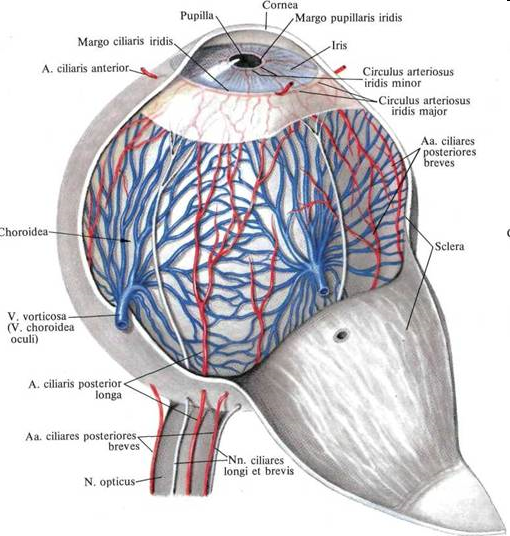 Cornea
Pupilla
Margo pupillaris iridis
Margo ciliaris iridis
Iris
A. ciliaris anterior
Circulus arteriosus
iridis minor
Circulus arteriosus
iridis major
Aa. ciliares
posteriores
breves
Choroidea
Sclera
V. vorticosa
(V. choroidea
oculi)
A. ciliaris posterior
longa
Aa. ciliares posteriores
breves
Nn. ciliares
longi et brevis
N. opticus